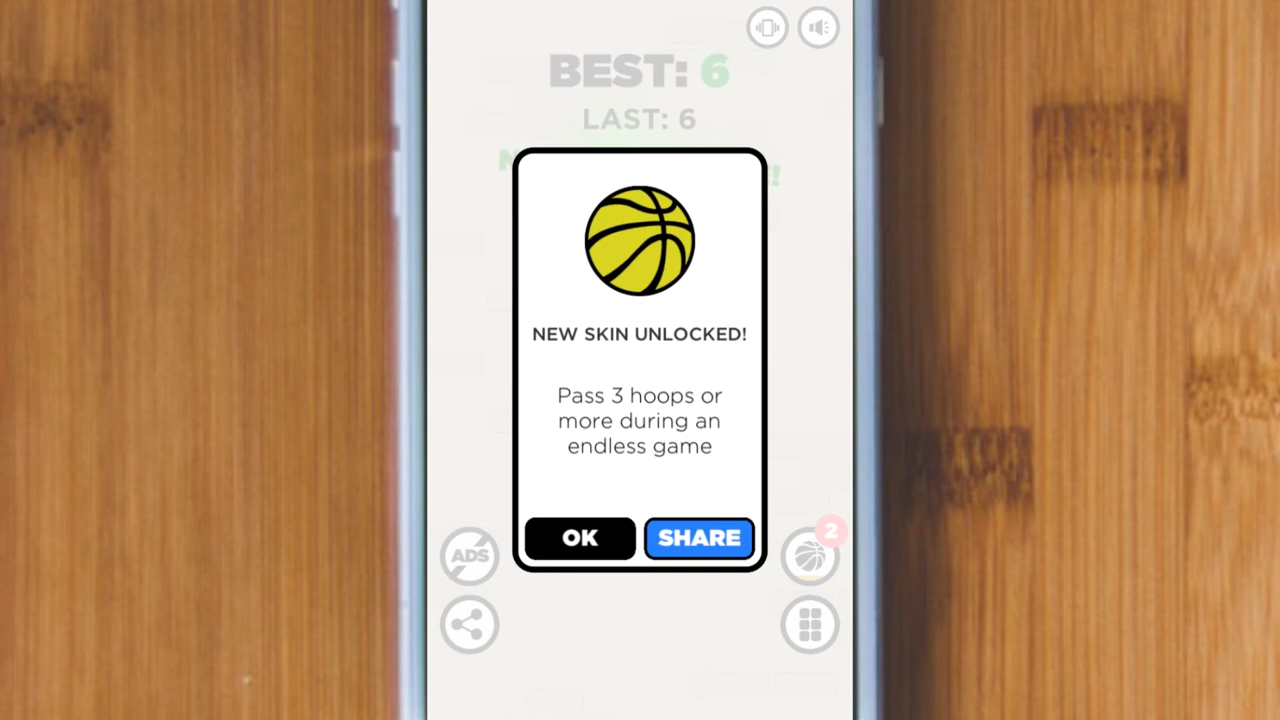 BEST: 6
LAST: 6
NEW SKIN UNLOCKED!
Pass 3 hoops or
more during an
endless game
OK
SHARE
ADS
2